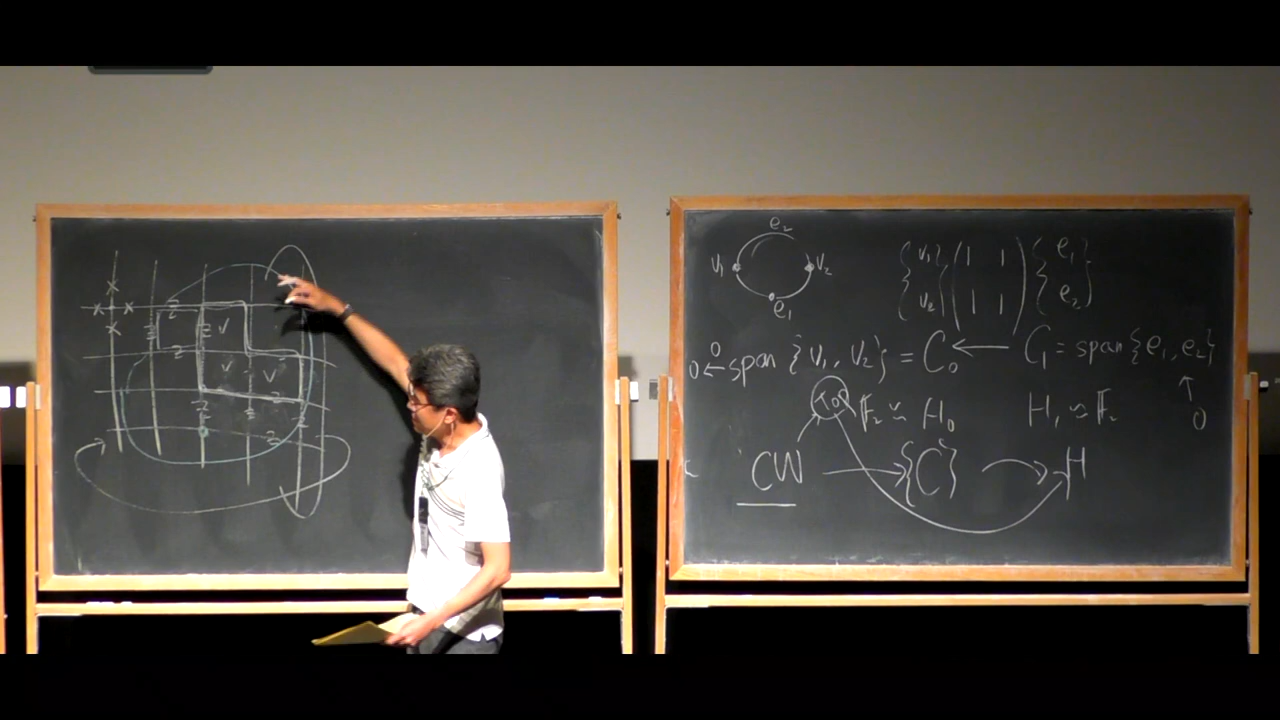 x
x x
x
Z
Z
Z
Z
V
V V
Z
Z
Z
Z
Z
Z
e₂
v₁ v₂
e₁
{v₁ v₂} (1 1 1 1) {e₁ e₂}
0 ← span {v₁, v₂} = C₀ ← C₁ = span {e₁, e₂}
0
↑
0
Top F₂ ≃ H₀ H₁ ≃ F₂
CW → {C} → H